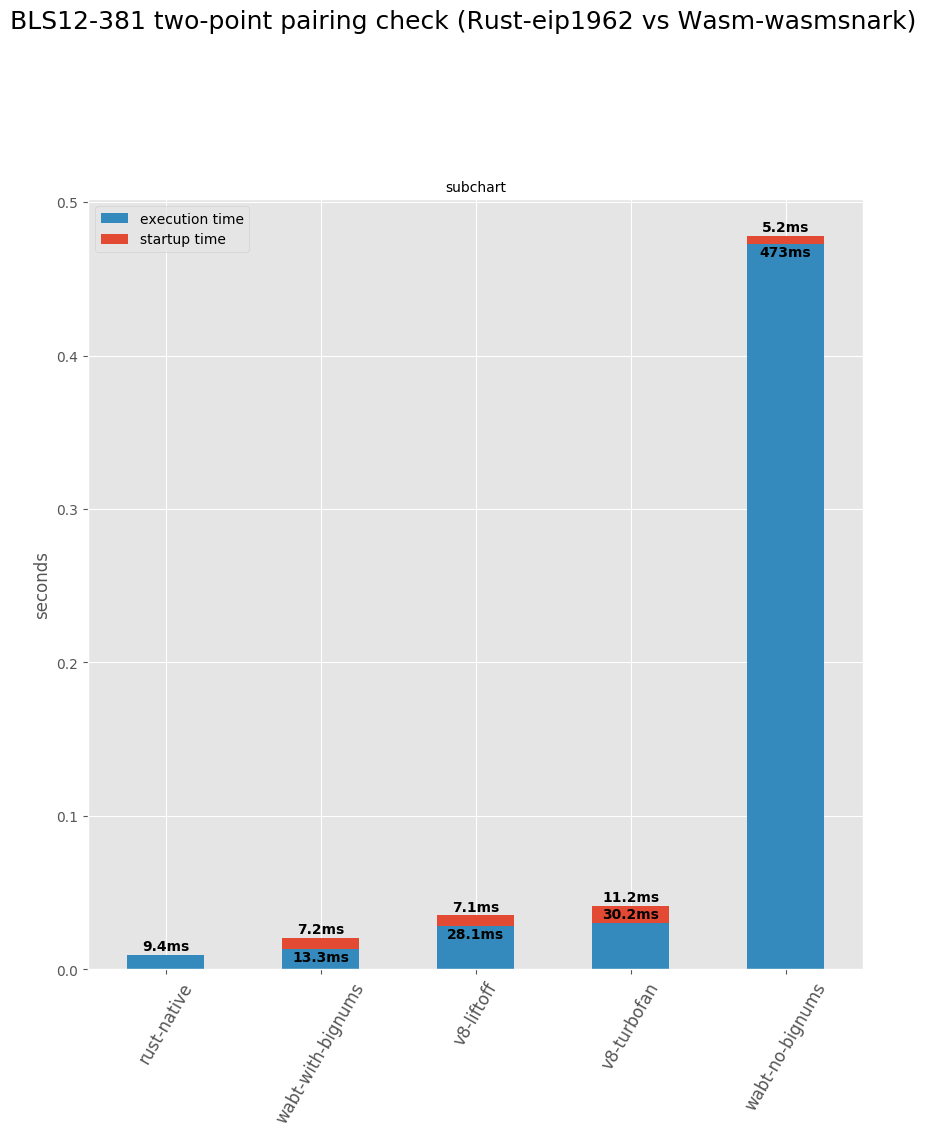 BLS12-381 two-point pairing check (Rust-eip1962 vs Wasm-wasmsnark)
subchart
execution time
startup time
seconds
0.5
0.4
0.3
0.2
0.1
0.0
9.4ms
7.2ms
13.3ms
7.1ms
28.1ms
11.2ms
30.2ms
5.2ms
473ms
rust-native
wabt-with-bignums
v8-liftoff
v8-turbofan
wabt-no-bignums